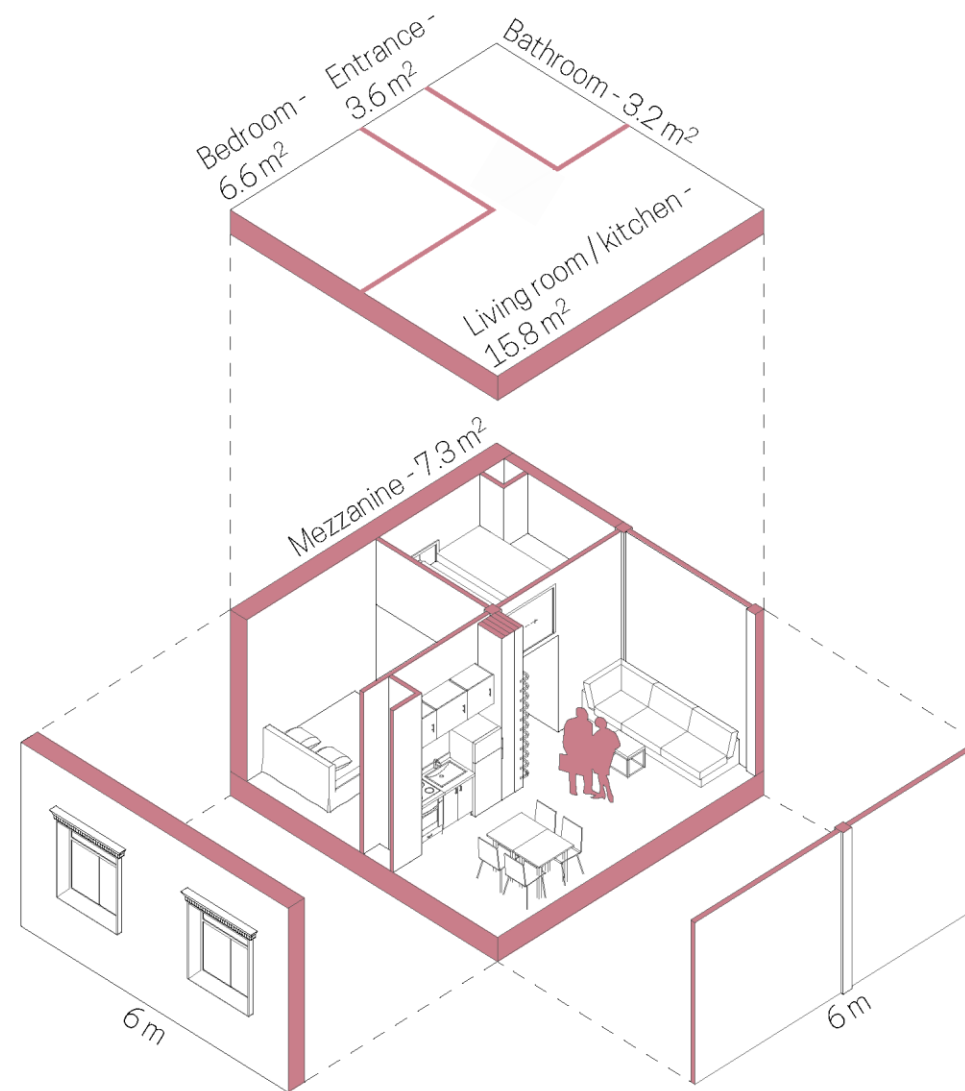 Bedroom -
6.6 m²
Entrance -
3.6 m²
Bathroom - 3.2 m²
Living room / kitchen -
15.8 m²
Mezzanine - 7.3 m²
6 m
6 m